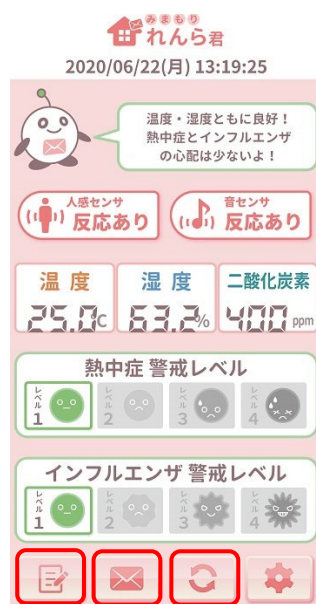 みまもり
れんら君
2020/06/22(月) 13:19:25
温度・湿度ともに良好！
熱中症とインフルエンザ
の心配は少ないよ！
人感センサ
反応あり
音センサ
反応あり
温度 湿度 二酸化炭素
25.0℃ 63.2% 400 ppm
熱中症 警戒レベル
レベル1 レベル2 レベル3 レベル4
インフルエンザ 警戒レベル
レベル1 レベル2 レベル3 レベル4